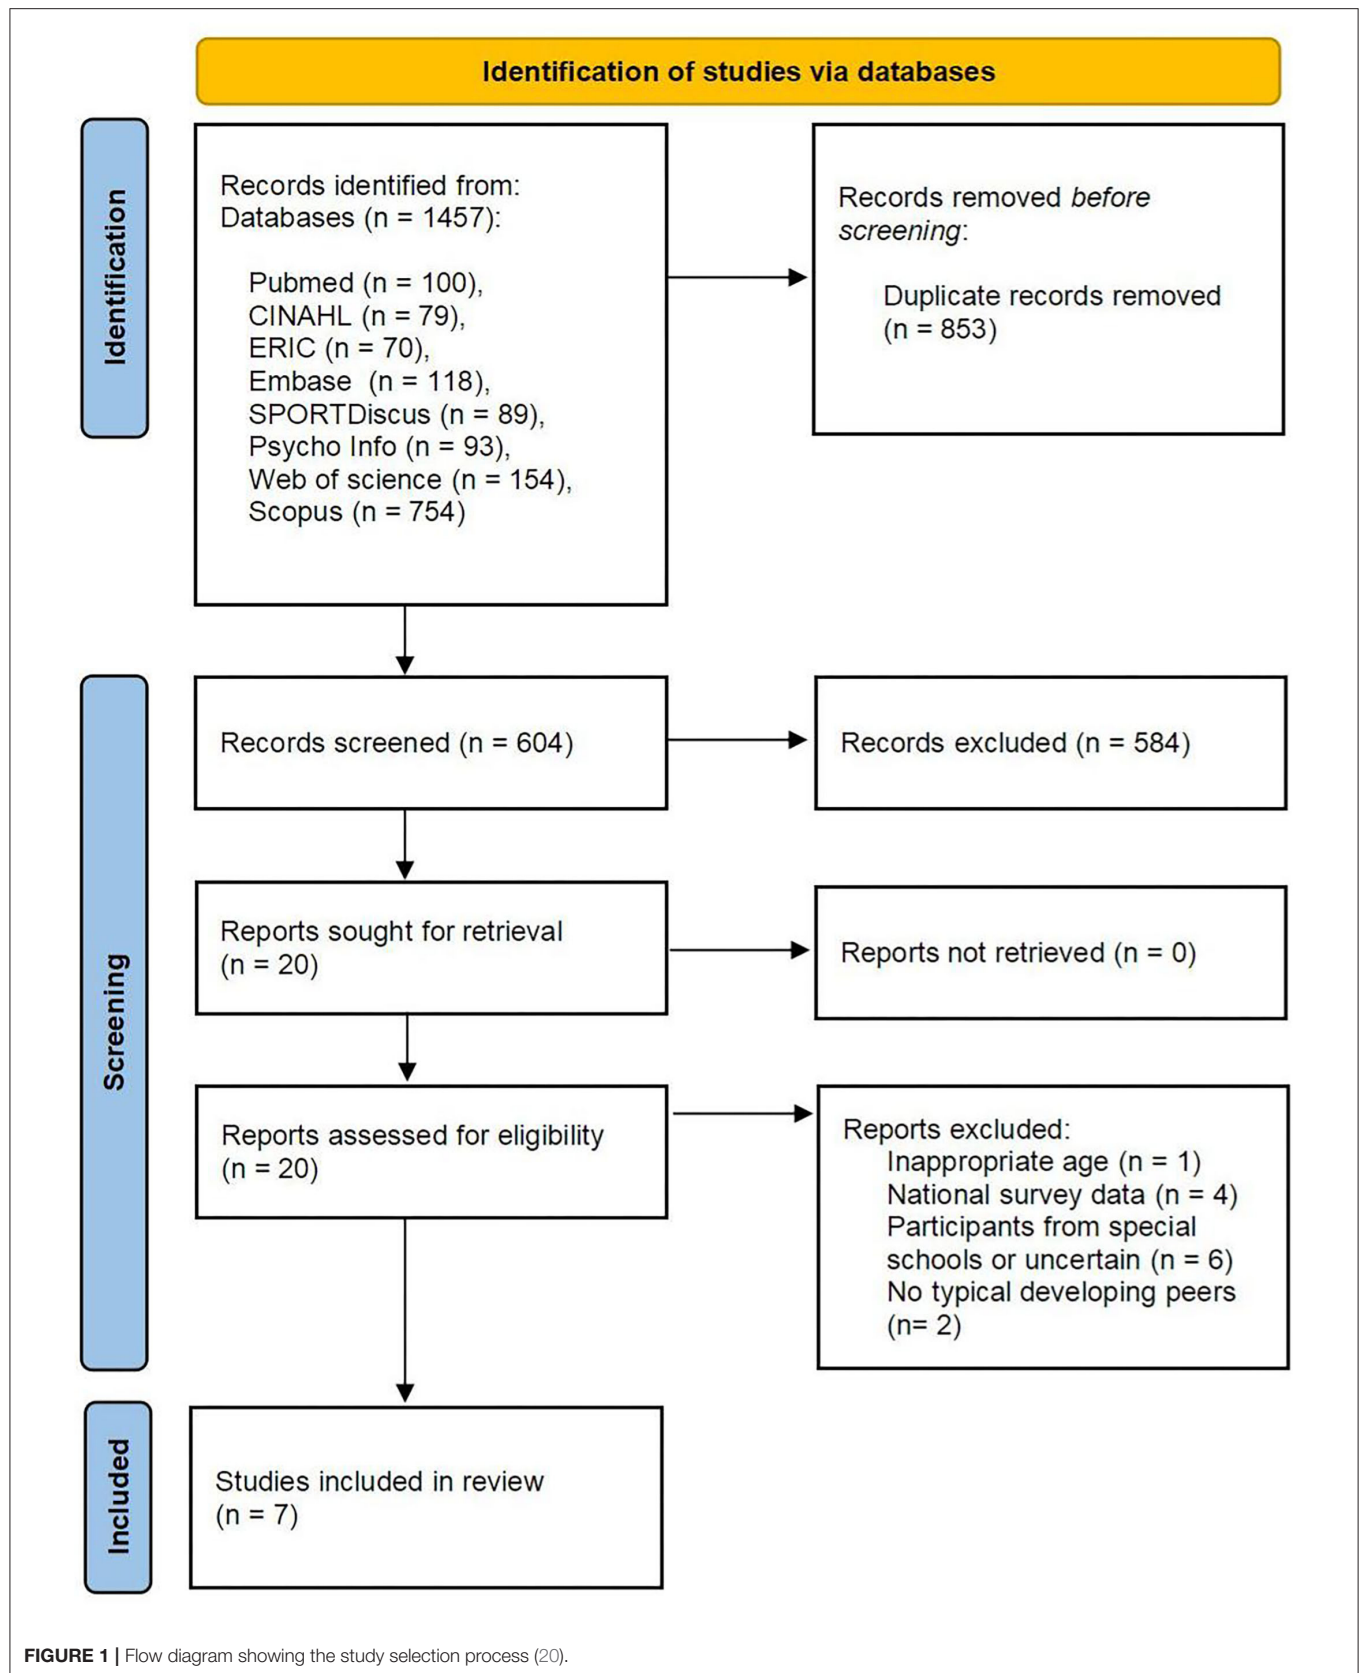 Identification of studies via databases
Identification
Records identified from:
Databases (n = 1457):
Pubmed (n = 100),
CINAHL (n = 79),
ERIC (n = 70),
Embase  (n = 118),
SPORTDiscus (n = 89),
Psycho Info (n = 93),
Web of science (n = 154),
Scopus (n = 754)
Records removed before
screening:
Duplicate records removed
(n = 853)
Screening
Records screened (n = 604)
Records excluded (n = 584)
Reports sought for retrieval
(n = 20)
Reports not retrieved (n = 0)
Reports assessed for eligibility
(n = 20)
Reports excluded:
Inappropriate age (n = 1)
National survey data (n = 4)
Participants from special
schools or uncertain (n = 6)
No typical developing peers
(n= 2)
Included
Studies included in review
(n = 7)
FIGURE 1 | Flow diagram showing the study selection process (20).